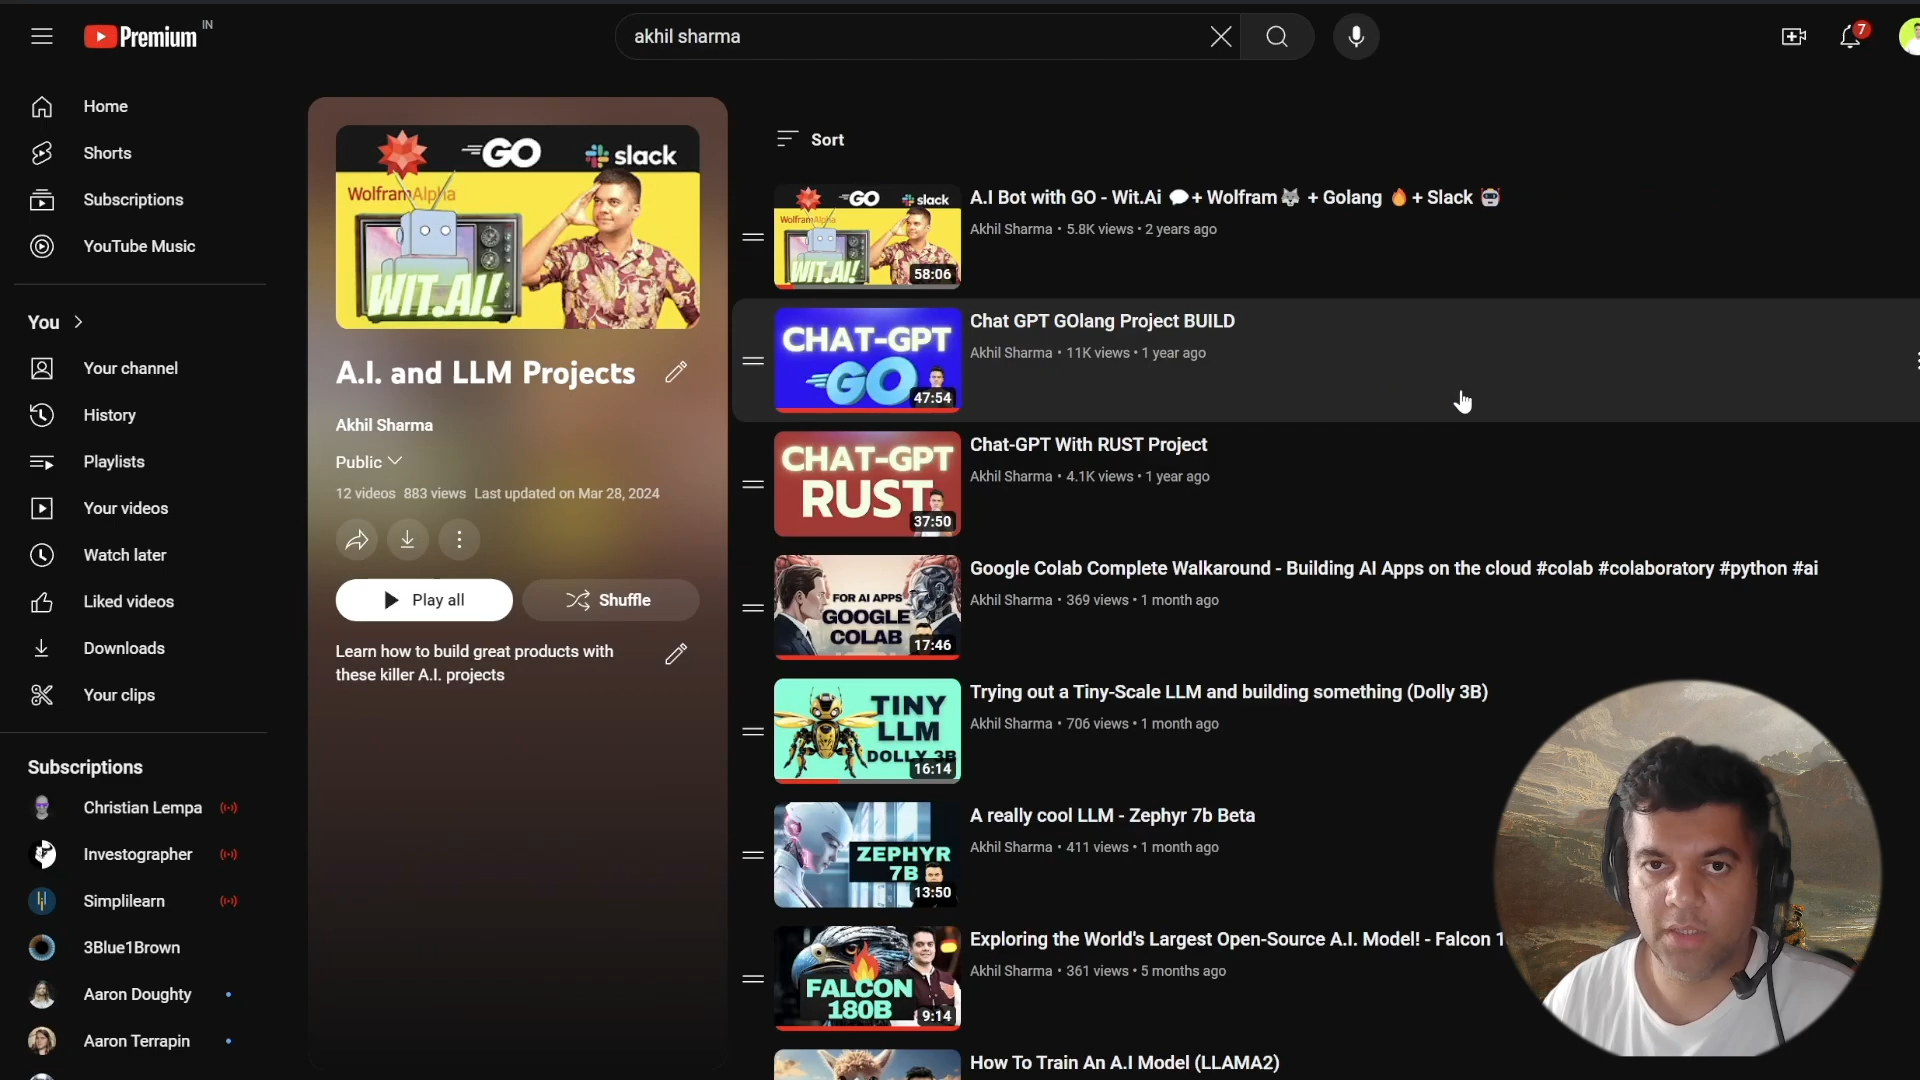 Premium IN
akhil sharma
7
Home
Shorts
Subscriptions
YouTube Music
You
Your channel
History
Playlists
Your videos
Watch later
Liked videos
Downloads
Your clips
Subscriptions
Christian Lempa
Investographer
Simplilearn
3Blue1Brown
Aaron Doughty
Aaron Terrapin
GO slack
WolframAlpha
WIT.AI!
A.I. and LLM Projects
Akhil Sharma
Public
12 videos 883 views Last updated on Mar 28, 2024
Play all
Shuffle
Learn how to build great products with
these killer A.I. projects
Sort
GO slack
WolframAlpha
WIT.AI!
58:06
A.I Bot with GO - Wit.Ai 💬+ Wolfram🐺 + Golang 🔥+ Slack 🤖
Akhil Sharma • 5.8K views • 2 years ago
CHAT-GPT
GO
47:54
Chat GPT GOlang Project BUILD
Akhil Sharma • 11K views • 1 year ago
CHAT-GPT
RUST
37:50
Chat-GPT With RUST Project
Akhil Sharma • 4.1K views • 1 year ago
FOR AI APPS
GOOGLE
COLAB
17:46
Google Colab Complete Walkaround - Building AI Apps on the cloud #colab #colaboratory #python #ai
Akhil Sharma • 369 views • 1 month ago
TINY
LLM
DOLLY 3B
16:14
Trying out a Tiny-Scale LLM and building something (Dolly 3B)
Akhil Sharma • 706 views • 1 month ago
ZEPHYR
7B
13:50
A really cool LLM - Zephyr 7b Beta
Akhil Sharma • 411 views • 1 month ago
FALCON
180B
9:14
Exploring the World's Largest Open-Source A.I. Model! - Falcon
Akhil Sharma • 361 views • 5 months ago
How To Train An A.I Model (LLAMA2)